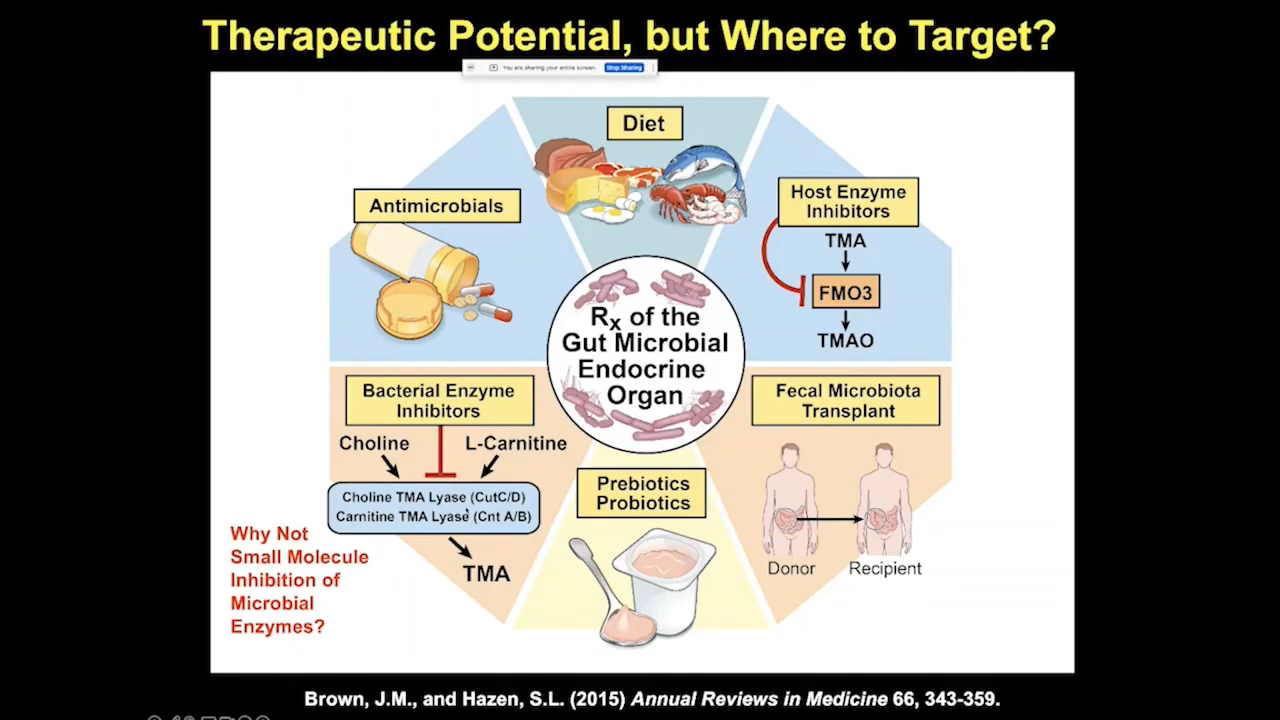 Therapeutic Potential, but Where to Target?
You are sharing your entire screen.
Stop Sharing
Diet
Antimicrobials
Host Enzyme
Inhibitors
TMA
FMO3
TMAO
Rx of the
Gut Microbial
Endocrine
Organ
Bacterial Enzyme
Inhibitors
Choline
L-Carnitine
Choline TMA Lyase (CutC/D)
Carnitine TMA Lyase (Cnt A/B)
TMA
Why Not
Small Molecule
Inhibition of
Microbial
Enzymes?
Prebiotics
Probiotics
Fecal Microbiota
Transplant
Donor
Recipient
Brown, J.M., and Hazen, S.L. (2015) Annual Reviews in Medicine 66, 343-359.